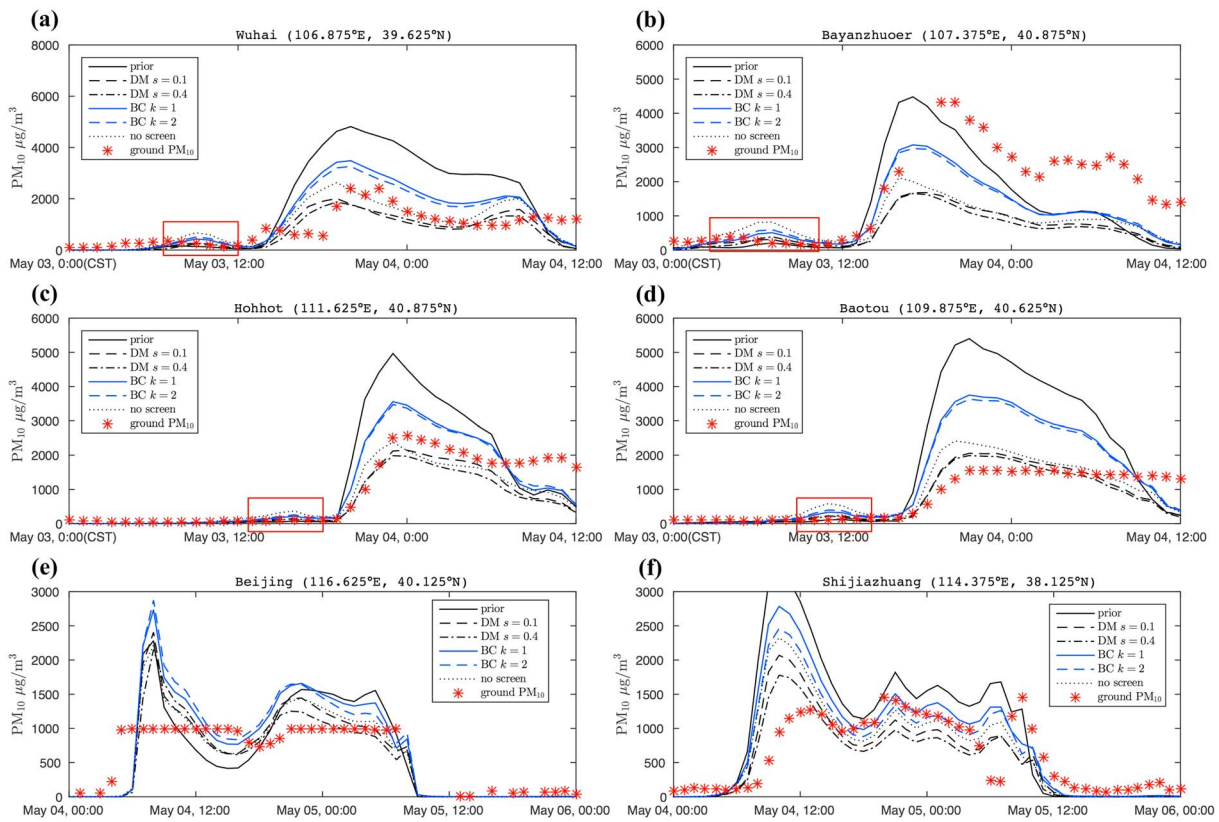 (a)
Wuhai (106.875°E, 39.625°N)
8000
6000
4000
2000
0
PM10 μg/m3
prior
DM s = 0.1
DM s = 0.4
BC k = 1
BC k = 2
no screen
ground PM10
May 03, 0:00(CST)
May 03, 12:00
May 04, 0:00
May 04, 12:00
(b)
Bayanzhuoer (107.375°E, 40.875°N)
6000
5000
4000
3000
2000
1000
0
PM10 μg/m3
prior
DM s = 0.1
DM s = 0.4
BC k = 1
BC k = 2
no screen
ground PM10
May 03, 0:00(CST)
May 03, 12:00
May 04, 0:00
May 04, 12:00
(c)
Hohhot (111.625°E, 40.875°N)
6000
5000
4000
3000
2000
1000
0
PM10 μg/m3
prior
DM s = 0.1
DM s = 0.4
BC k = 1
BC k = 2
no screen
ground PM10
May 03, 0:00(CST)
May 03, 12:00
May 04, 0:00
May 04, 12:00
(d)
Baotou (109.875°E, 40.625°N)
6000
5000
4000
3000
2000
1000
0
PM10 μg/m3
prior
DM s = 0.1
DM s = 0.4
BC k = 1
BC k = 2
no screen
ground PM10
May 03, 0:00(CST)
May 03, 12:00
May 04, 0:00
May 04, 12:00
(e)
Beijing (116.625°E, 40.125°N)
3000
2500
2000
1500
1000
500
0
PM10 μg/m3
prior
DM s = 0.1
DM s = 0.4
BC k = 1
BC k = 2
no screen
ground PM10
May 04, 00:00
May 04, 12:00
May 05, 00:00
May 05, 12:00
May 06, 00:00
(f)
Shijiazhuang (114.375°E, 38.125°N)
3000
2500
2000
1500
1000
500
0
PM10 μg/m3
prior
DM s = 0.1
DM s = 0.4
BC k = 1
BC k = 2
no screen
ground PM10
May 04, 00:00
May 04, 12:00
May 05, 00:00
May 05, 12:00
May 06, 00:00